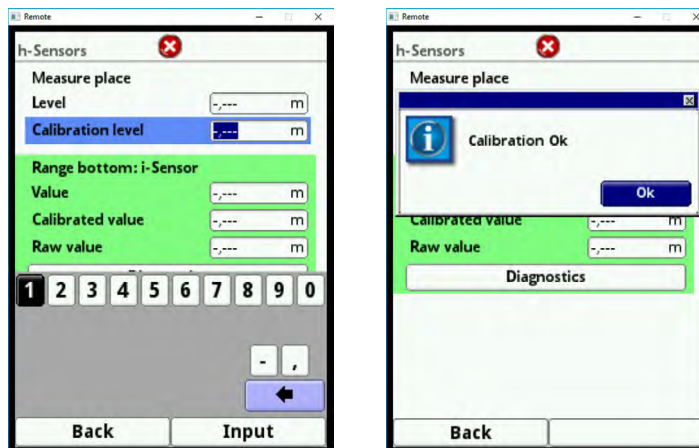 Remote
h-Sensors
Measure place
Level -,--- m
Calibration level -,--- m
Range bottom: i-Sensor
Value -,--- m
Calibrated value -,--- m
Raw value -,--- m
1 2 3 4 5 6 7 8 9 0
- ,
Back Input
Remote
h-Sensors
Measure place
Calibration Ok
Ok
Calibrated value -,--- m
Raw value -,--- m
Diagnostics
Back